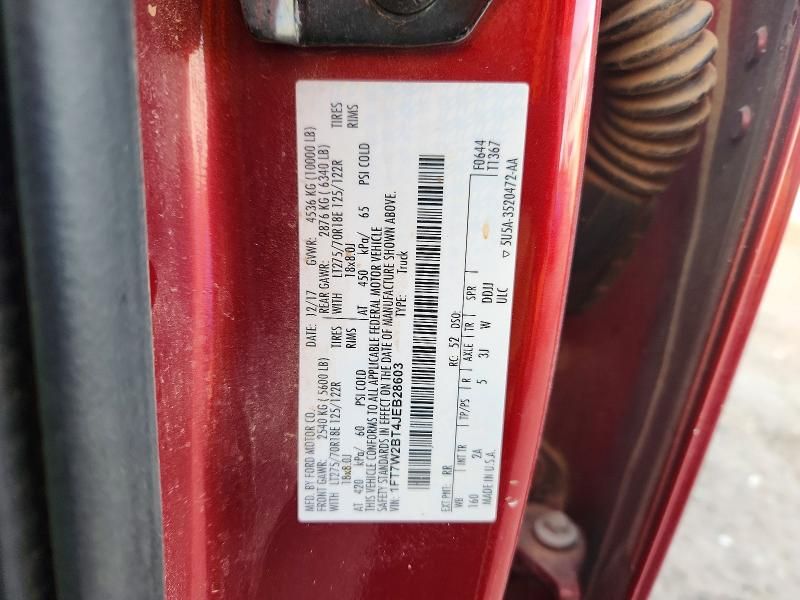 MFD. BY FORD MOTOR CO. DATE: 12/17 GVWR: 4536 KG (10000 LB)
FRONT GAWR: 2540 KG (5600 LB) REAR GAWR: 2876 KG (6340 LB)
WITH LT275/70R18E 125/122R TIRES WITH LT275/70R18E 125/122R TIRES
18x8.0J RIMS 18x8.0J RIMS
AT 420 kPa/ 60 PSI COLD AT 450 kPa/ 65 PSI COLD
THIS VEHICLE CONFORMS TO ALL APPLICABLE FEDERAL MOTOR VEHICLE
SAFETY STANDARDS IN EFFECT ON THE DATE OF MANUFACTURE SHOWN ABOVE.
VIN: 1FT7W2BT4JEB28603 TYPE: Truck
F0644
T1367
EXT PNT: RR RC: 52 DSO:
WB INT TR TP/PS R AXLE TR SPR
160 2A 5 3J W DDJJ
MADE IN U.S.A. ULC
▽ 5U5A-3520472-AA